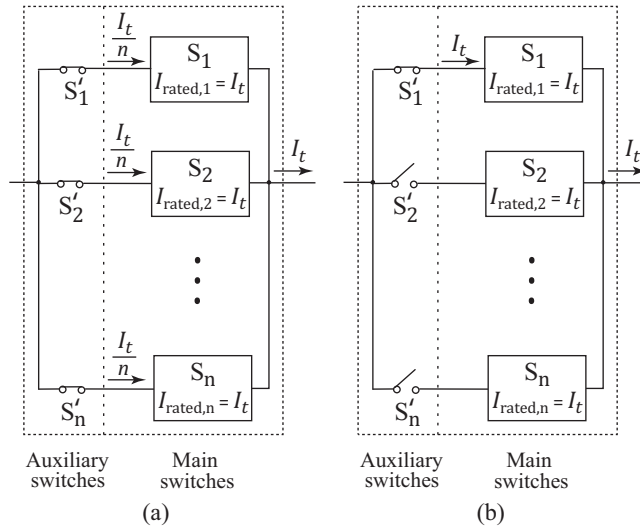 I_t/n
S_1
I_rated,1 = I_t
S'_1
I_t/n
S_2
I_rated,2 = I_t
S'_2
I_t
I_t/n
S_n
I_rated,n = I_t
S'_n
Auxiliary switches
Main switches
(a)
I_t
S_1
I_rated,1 = I_t
S'_1
S_2
I_rated,2 = I_t
S'_2
I_t
S_n
I_rated,n = I_t
S'_n
Auxiliary switches
Main switches
(b)